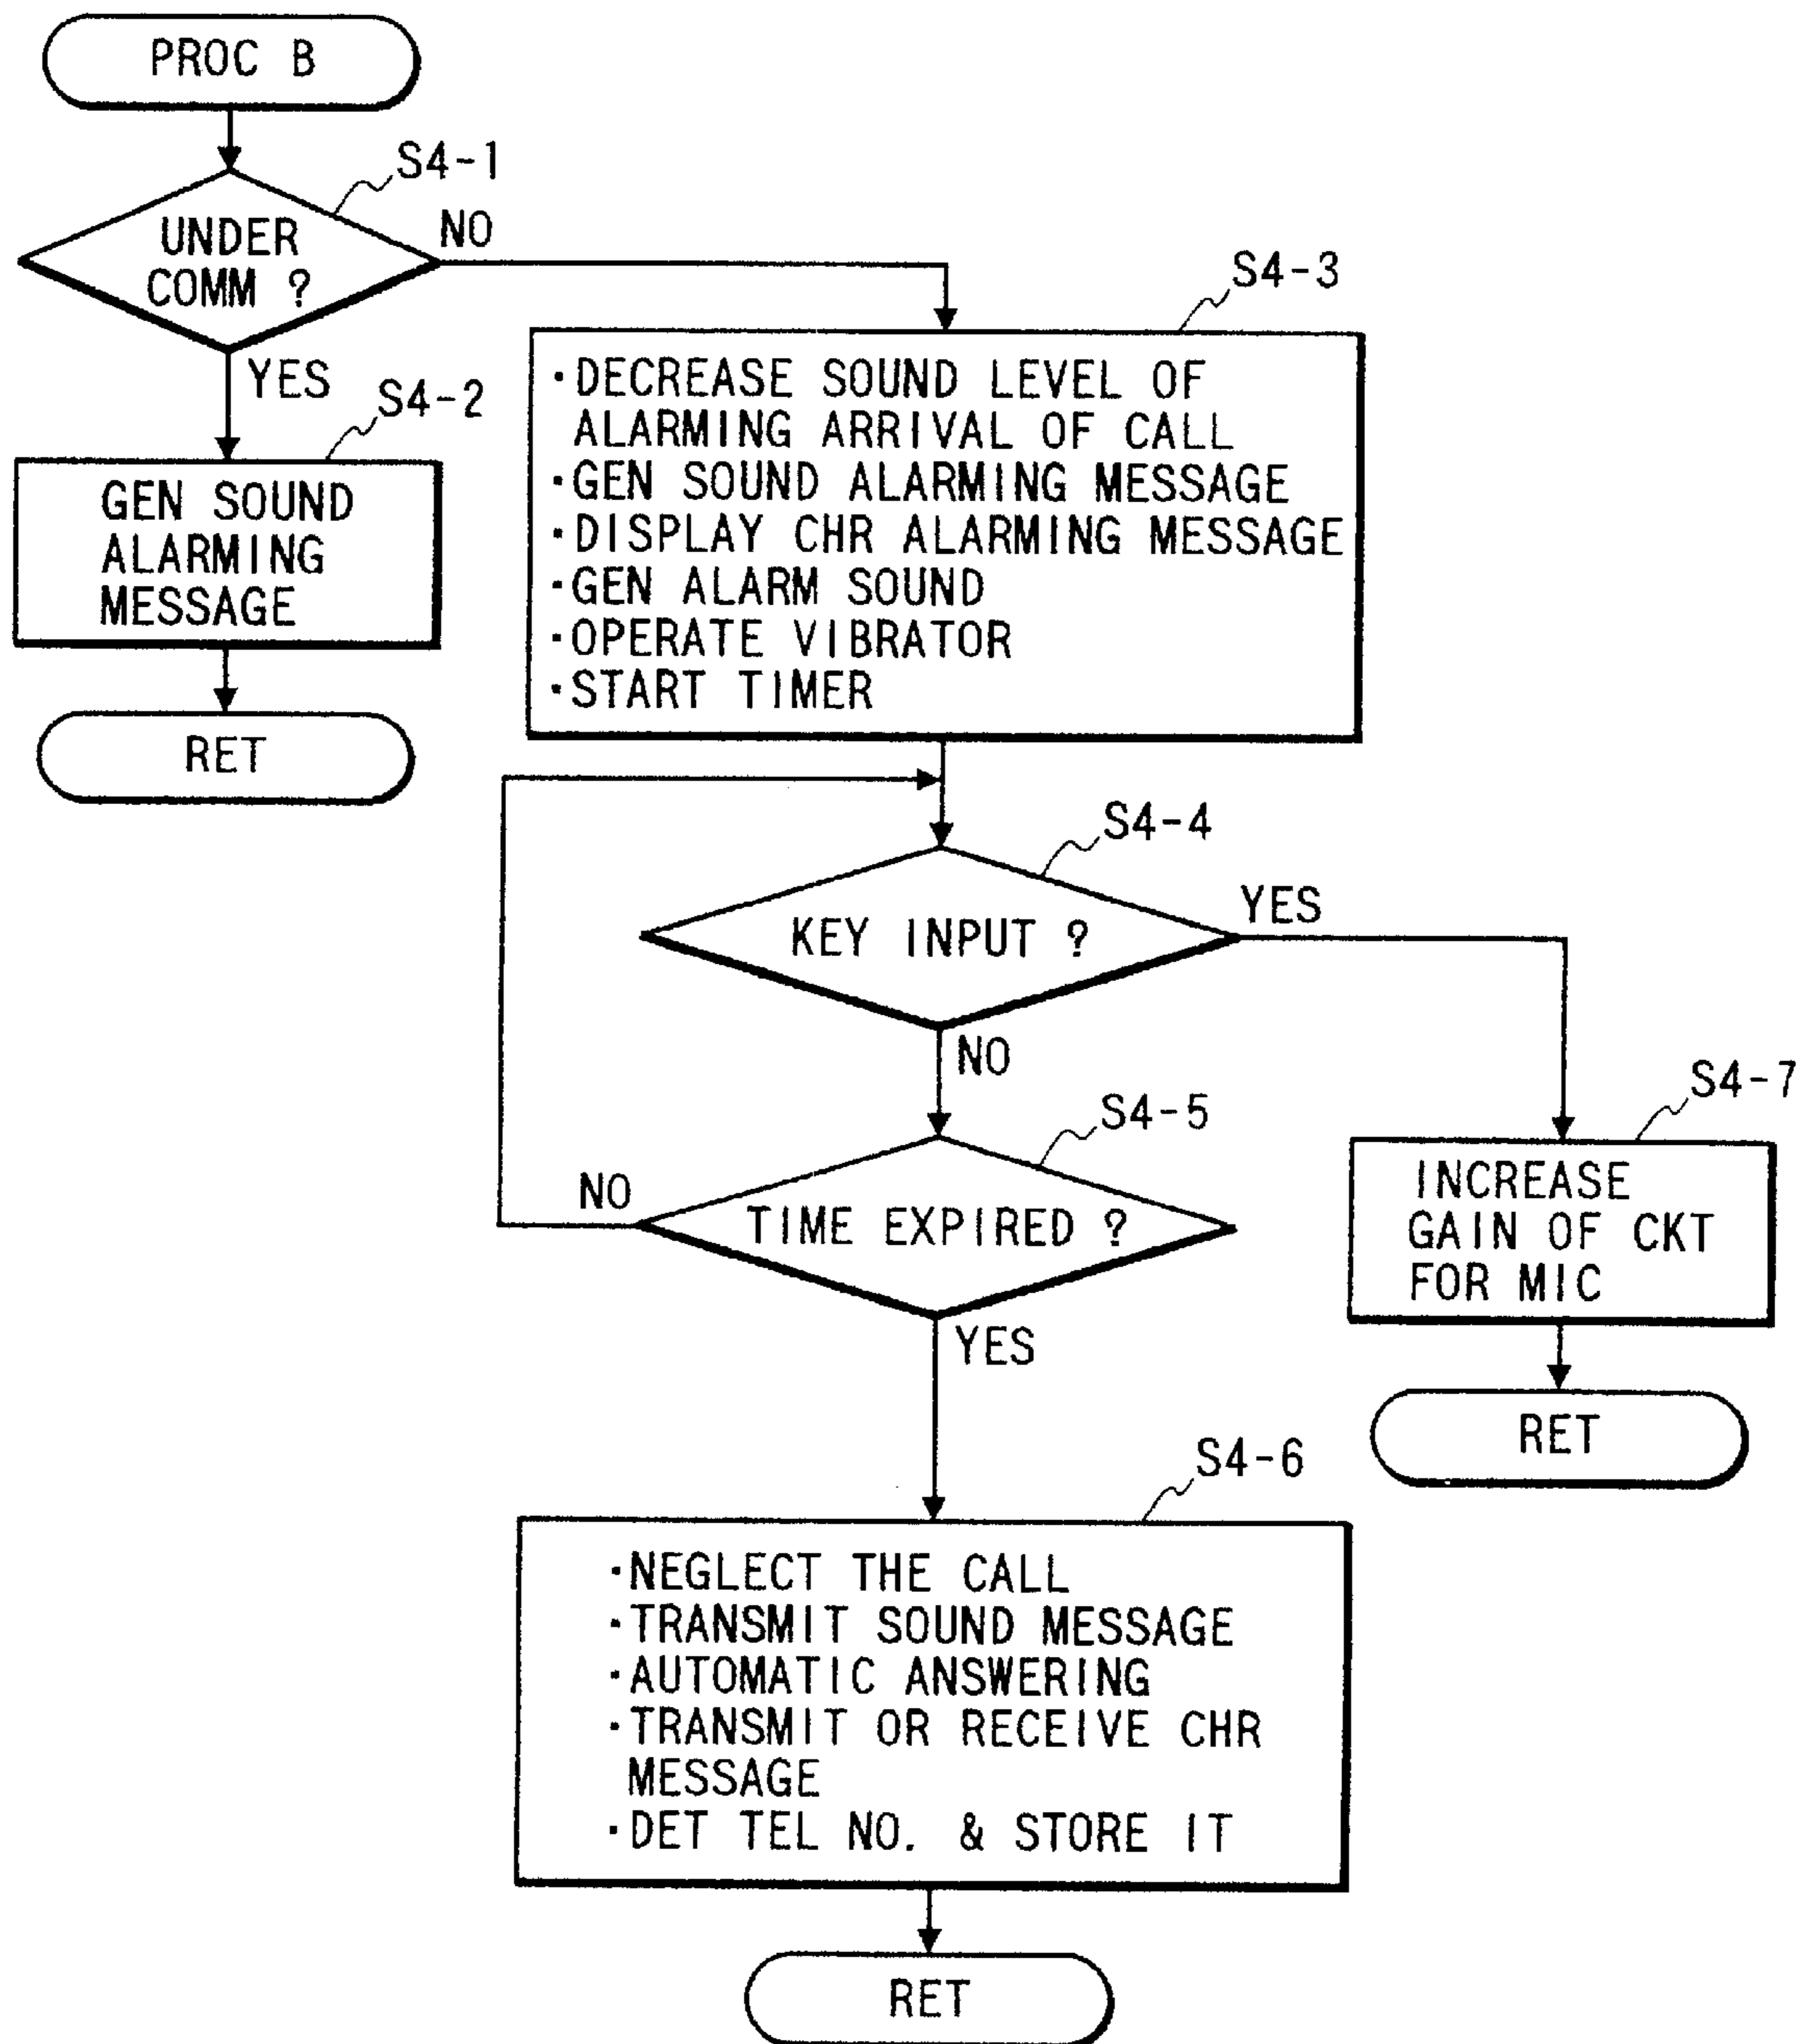 PROC B
S4-1
UNDER
COMM ?
NO
YES
S4-2
GEN SOUND
ALARMING
MESSAGE
RET
S4-3
·DECREASE SOUND LEVEL OF
ALARMING ARRIVAL OF CALL
·GEN SOUND ALARMING MESSAGE
·DISPLAY CHR ALARMING MESSAGE
·GEN ALARM SOUND
·OPERATE VIBRATOR
·START TIMER
S4-4
KEY INPUT ?
YES
NO
S4-5
TIME EXPIRED ?
NO
YES
S4-7
INCREASE
GAIN OF CKT
FOR MIC
RET
S4-6
·NEGLECT THE CALL
·TRANSMIT SOUND MESSAGE
·AUTOMATIC ANSWERING
·TRANSMIT OR RECEIVE CHR
MESSAGE
·DET TEL NO. & STORE IT
RET